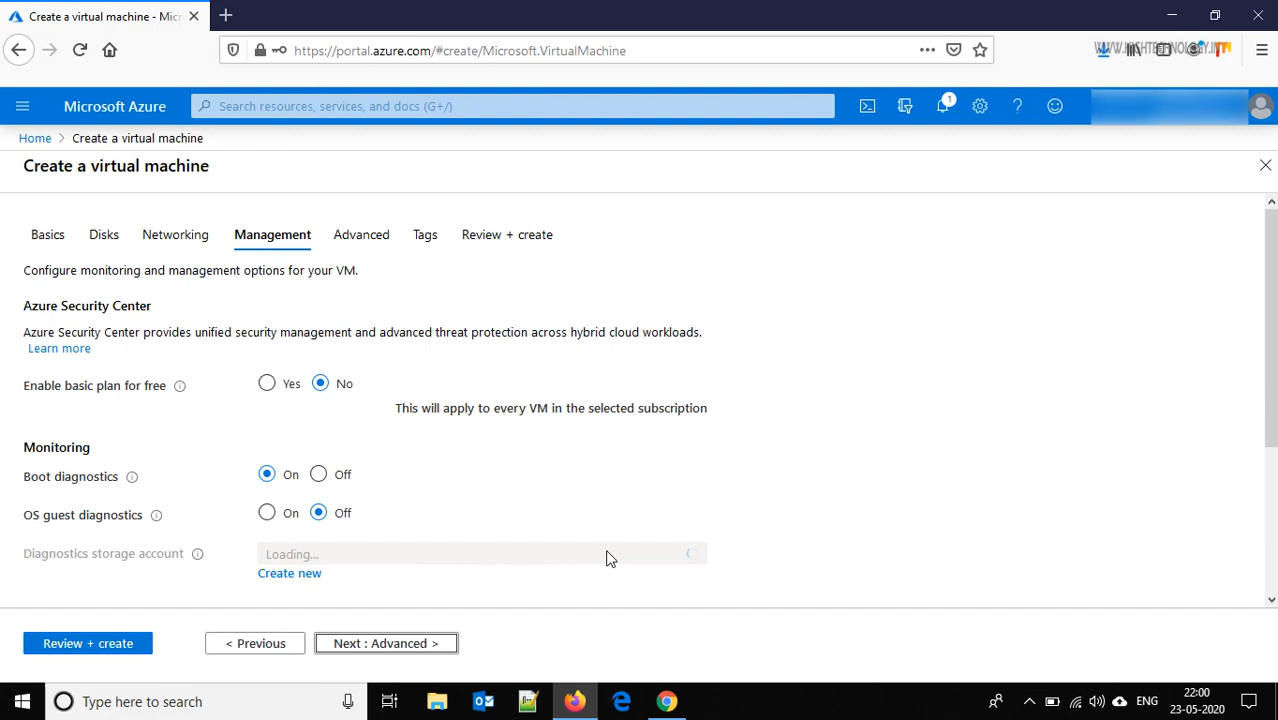 Create a virtual machine - Micr
https://portal.azure.com/#create/Microsoft.VirtualMachine
Microsoft Azure
Search resources, services, and docs (G+/)
1
Home > Create a virtual machine
Create a virtual machine
Basics Disks Networking Management Advanced Tags Review + create
Configure monitoring and management options for your VM.
Azure Security Center
Azure Security Center provides unified security management and advanced threat protection across hybrid cloud workloads.
Learn more
Enable basic plan for free Yes No
This will apply to every VM in the selected subscription
Monitoring
Boot diagnostics On Off
OS guest diagnostics On Off
Diagnostics storage account Loading...
Create new
Review + create < Previous Next : Advanced >
Type here to search
ENG
22:00
23-05-2020